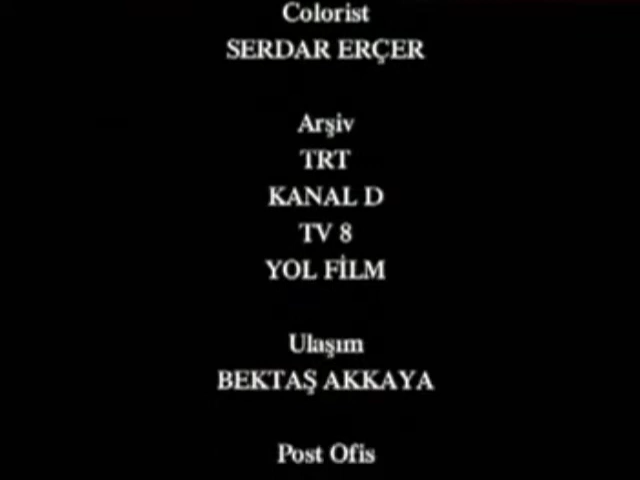 Colorist
SERDAR ERÇER
Arşiv
TRT
KANAL D
TV 8
YOL FİLM
Ulaşım
BEKTAŞ AKKAYA
Post Ofis